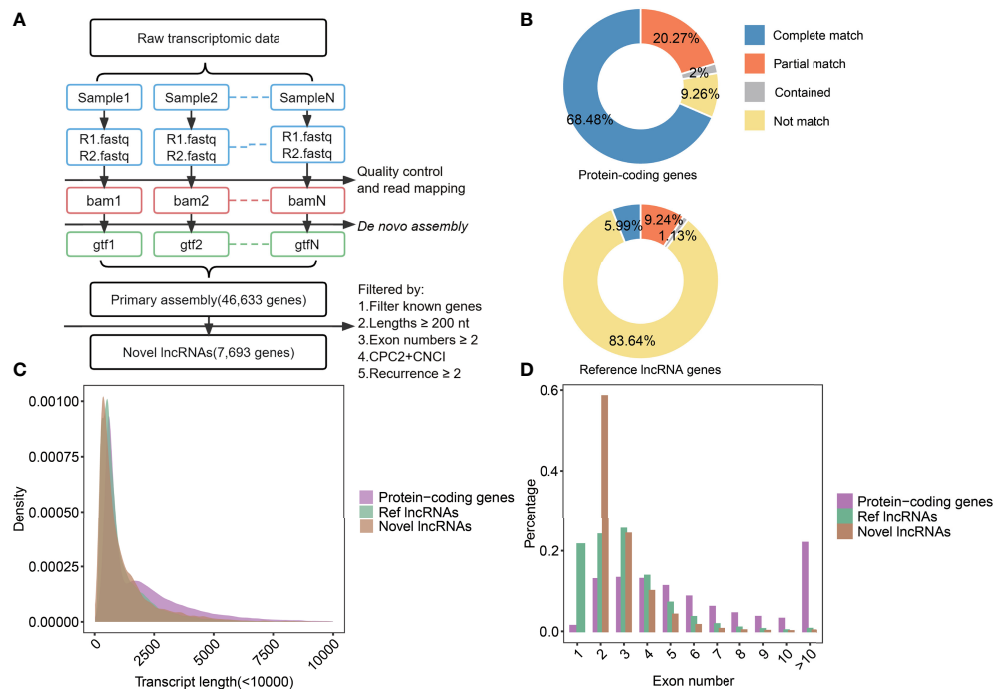 A
Raw transcriptomic data
Sample1
Sample2
SampleN
R1.fastq
R2.fastq
R1.fastq
R2.fastq
R1.fastq
R2.fastq
Quality control
and read mapping
bam1
bam2
bamN
De novo assembly
gtf1
gtf2
gtfN
Primary assembly(46,633 genes)
Novel lncRNAs(7,693 genes)
Filtered by:
1.Filter known genes
2.Lengths ≥ 200 nt
3.Exon numbers ≥ 2
4.CPC2+CNCI
5.Recurrence ≥ 2
B
20.27%
2%
9.26%
68.48%
Protein-coding genes
Complete match
Partial match
Contained
Not match
5.99%
9.24%
1.13%
83.64%
Reference lncRNA genes
C
0.00100
0.00075
0.00050
0.00025
0.00000
Density
0
2500
5000
7500
10000
Transcript length(<10000)
Protein−coding genes
Ref lncRNAs
Novel lncRNAs
D
0.6
0.4
0.2
0.0
Percentage
1
2
3
4
5
6
7
8
9
10
>10
Exon number
Protein−coding genes
Ref lncRNAs
Novel lncRNAs